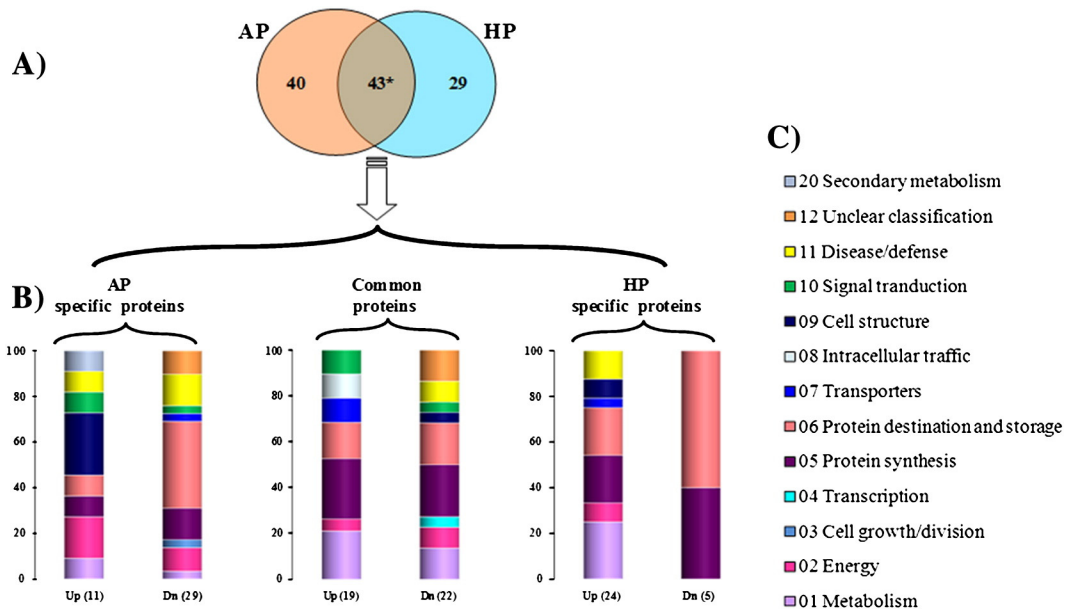 A)
AP
HP
40
43*
29
C)
20 Secondary metabolism
12 Unclear classification
11 Disease/defense
10 Signal tranduction
09 Cell structure
08 Intracellular traffic
07 Transporters
06 Protein destination and storage
05 Protein synthesis
04 Transcription
03 Cell growth/division
02 Energy
01 Metabolism
B)
AP
specific proteins
Common
proteins
HP
specific proteins
100
80
60
40
20
0
Up (11)
Dn (29)
100
80
60
40
20
0
Up (19)
Dn (22)
100
80
60
40
20
0
Up (24)
Dn (5)